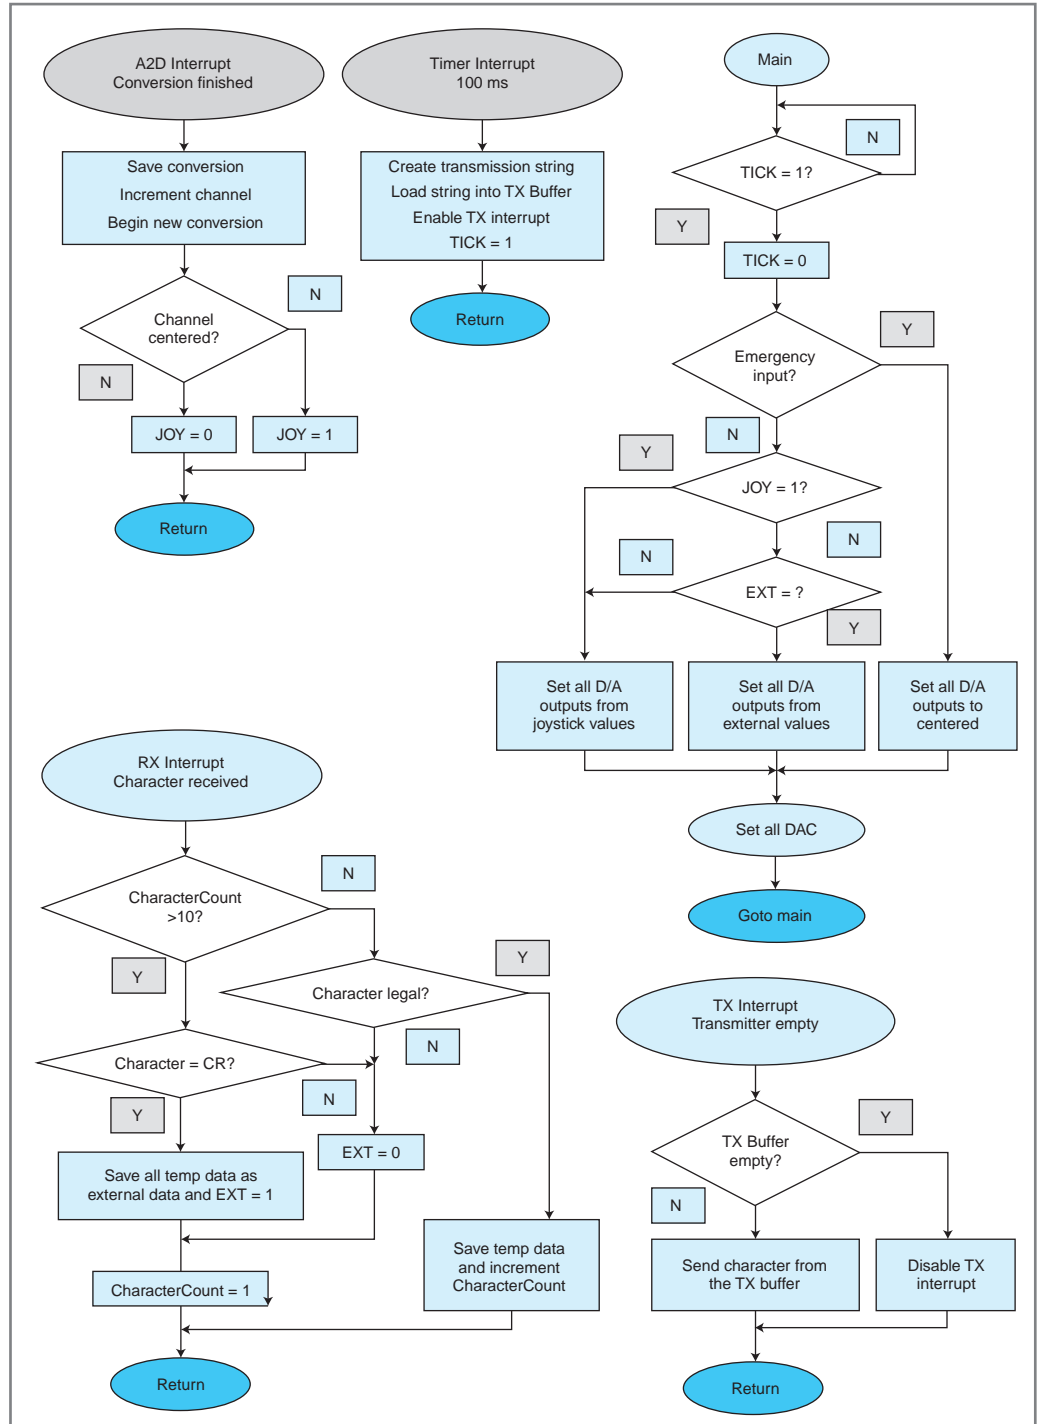 A2D Interrupt
Conversion finished
Save conversion
Increment channel
Begin new conversion
Channel
centered?
N
N
JOY = 0
JOY = 1
Return
Timer Interrupt
100 ms
Create transmission string
Load string into TX Buffer
Enable TX interrupt
TICK = 1
Return
Main
N
TICK = 1?
Y
TICK = 0
Y
Emergency
input?
N
Y
JOY = 1?
N
N
EXT = ?
Y
Set all D/A
outputs from
joystick values
Set all D/A
outputs from
external values
Set all D/A
outputs to
centered
Set all DAC
Goto main
RX Interrupt
Character received
N
CharacterCount
>10?
Y
Y
Character legal?
N
Character = CR?
N
Y
EXT = 0
Save all temp data as
external data and EXT = 1
Save temp data
and increment
CharacterCount
CharacterCount = 1
Return
TX Interrupt
Transmitter empty
Y
TX Buffer
empty?
N
Send character from
the TX buffer
Disable TX
interrupt
Return